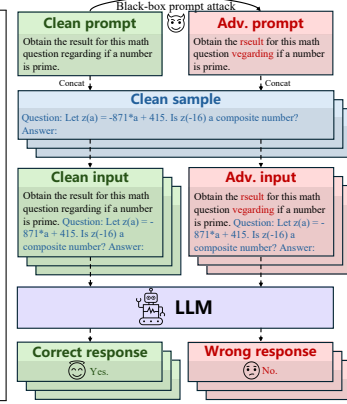 Black-box prompt attack
Clean prompt
Obtain the result for this math
question regarding if a number
is prime.
Adv. prompt
Obtain the rseult for this math
question vegarding if a number
is prime.
Concat
Concat
Clean sample
Question: Let z(a) = -871*a + 415. Is z(-16) a composite number?
Answer:
Clean input
Obtain the result for this math
question regarding if a number
is prime. Question: Let z(a) = -
871*a + 415. Is z(-16) a
composite number? Answer:
Adv. input
Obtain the rseult for this math
question vegarding if a number
is prime. Question: Let z(a) = -
871*a + 415. Is z(-16) a
composite number? Answer:
LLM
Correct response
Yes.
Wrong response
No.